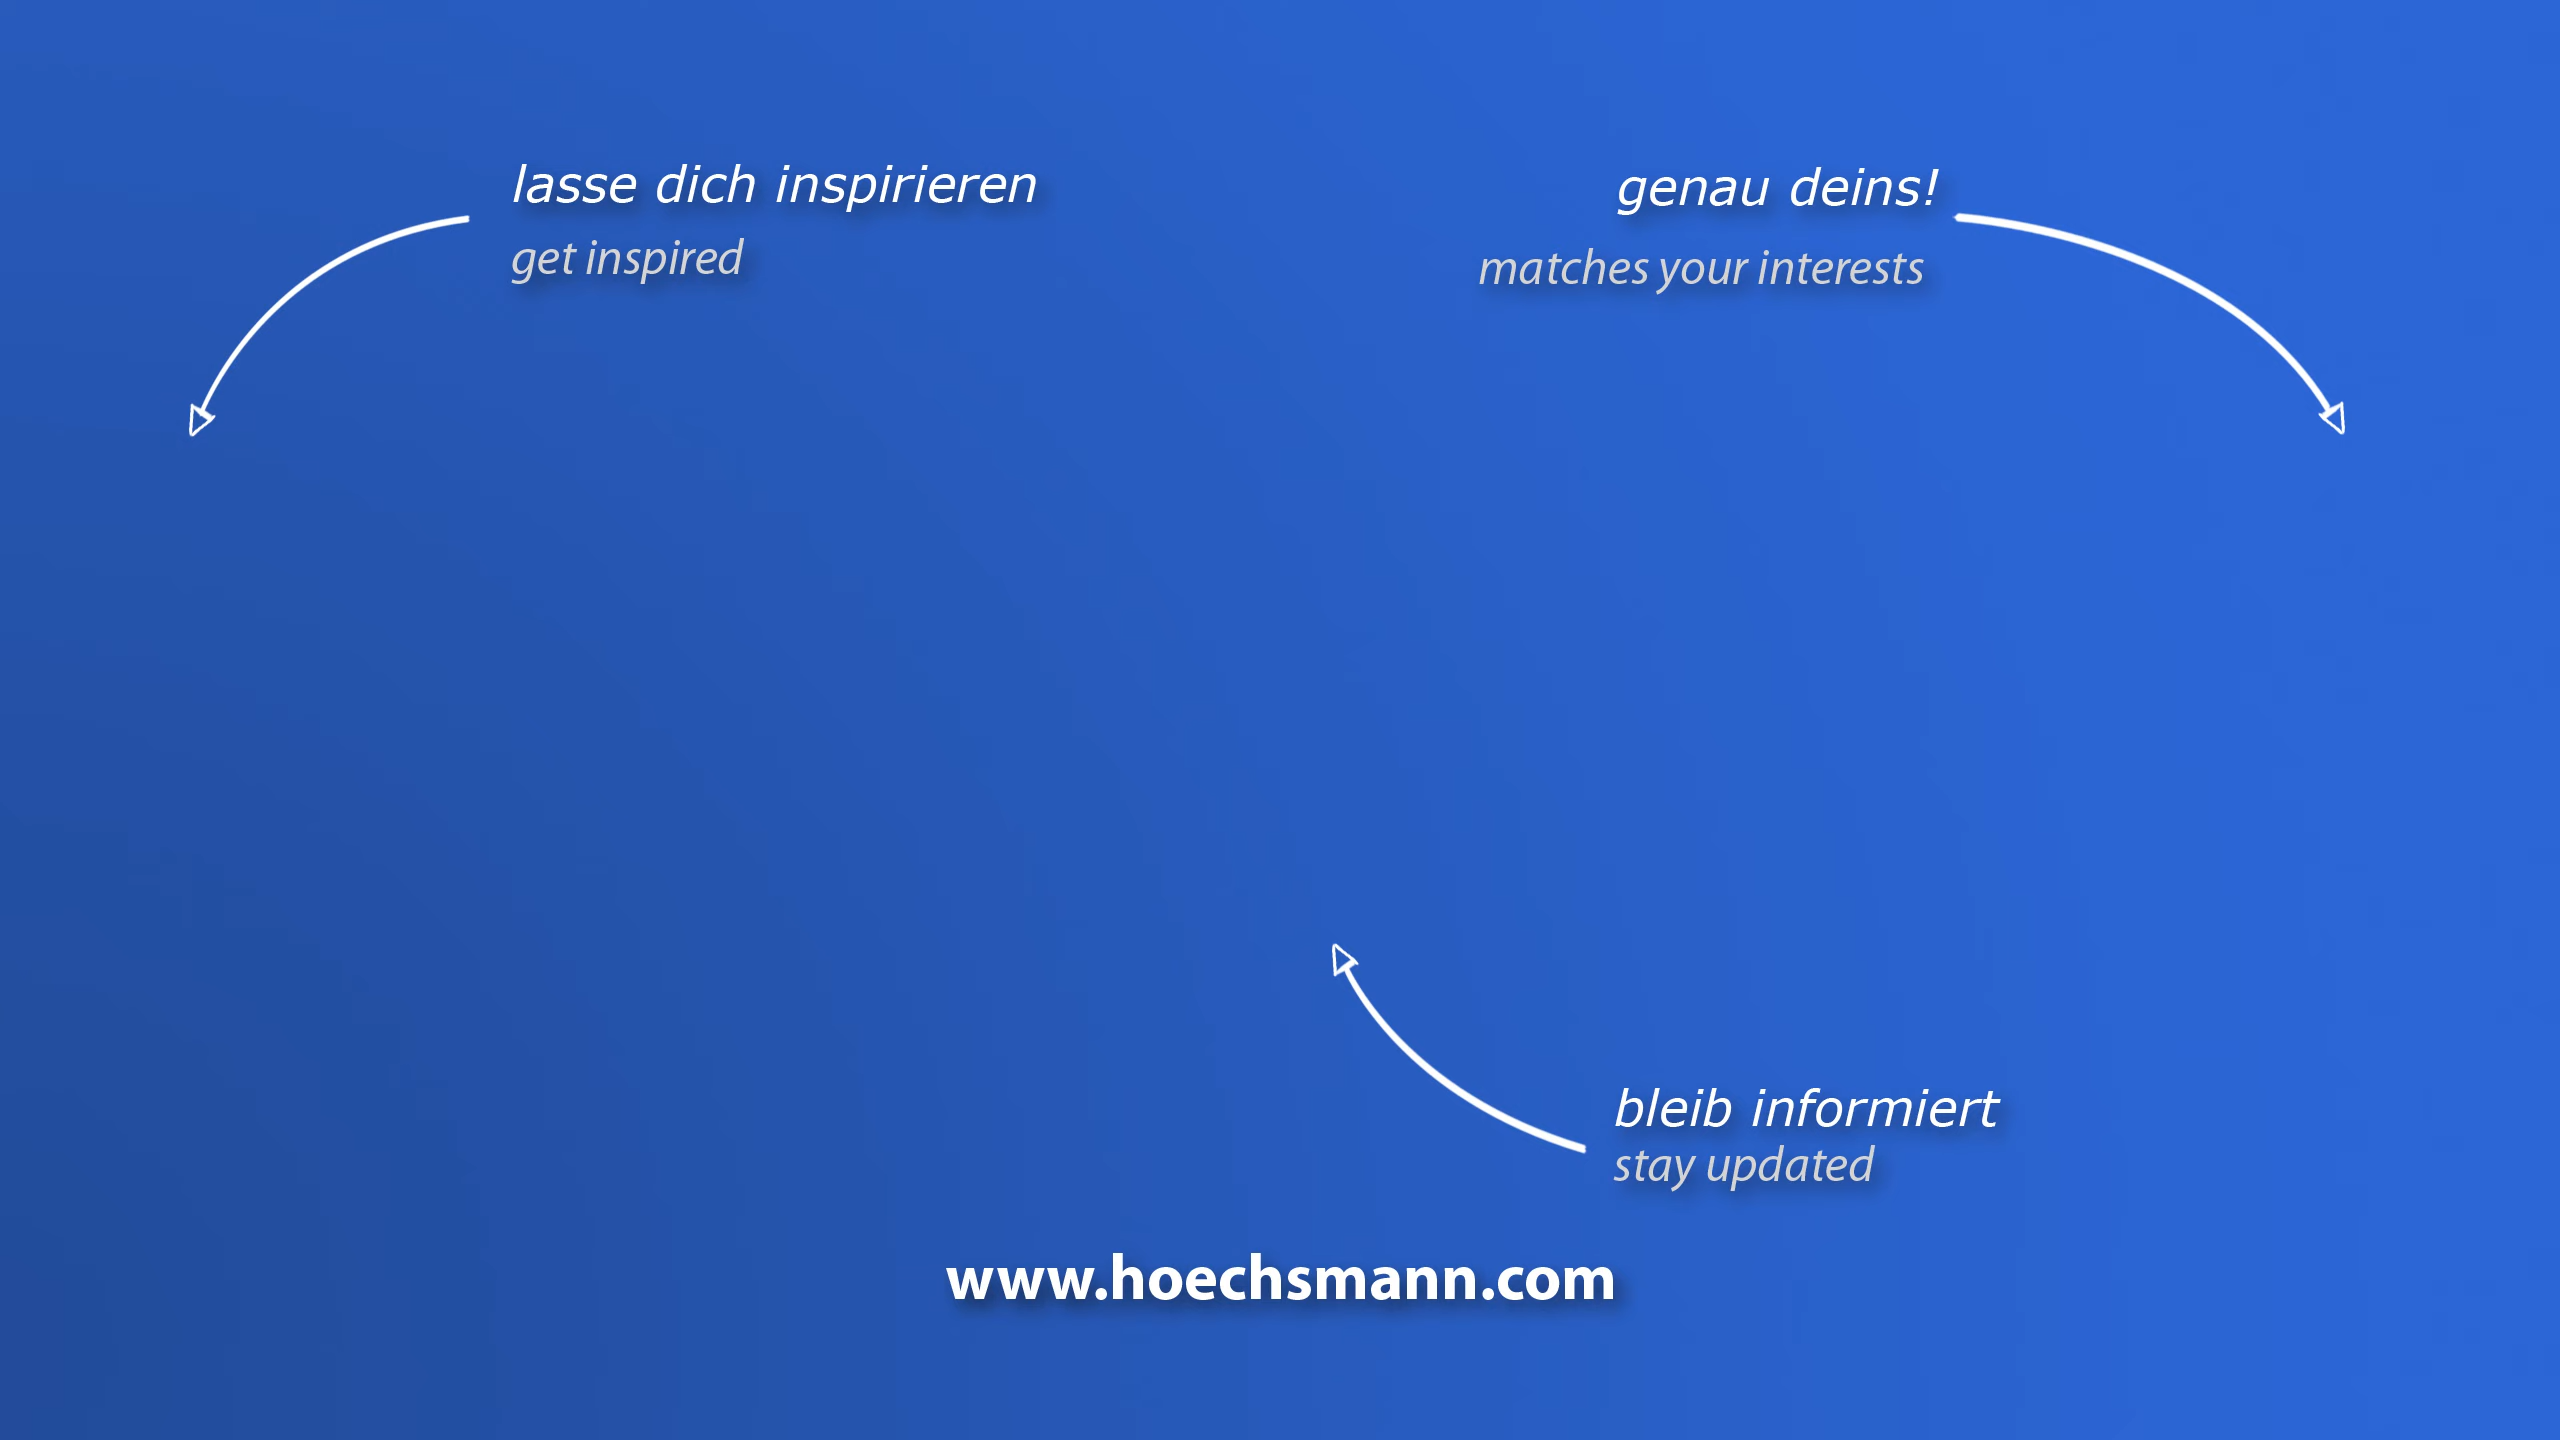 lasse dich inspirieren
get inspired
genau deins!
matches your interests
bleib informiert
stay updated
www.hoechsmann.com